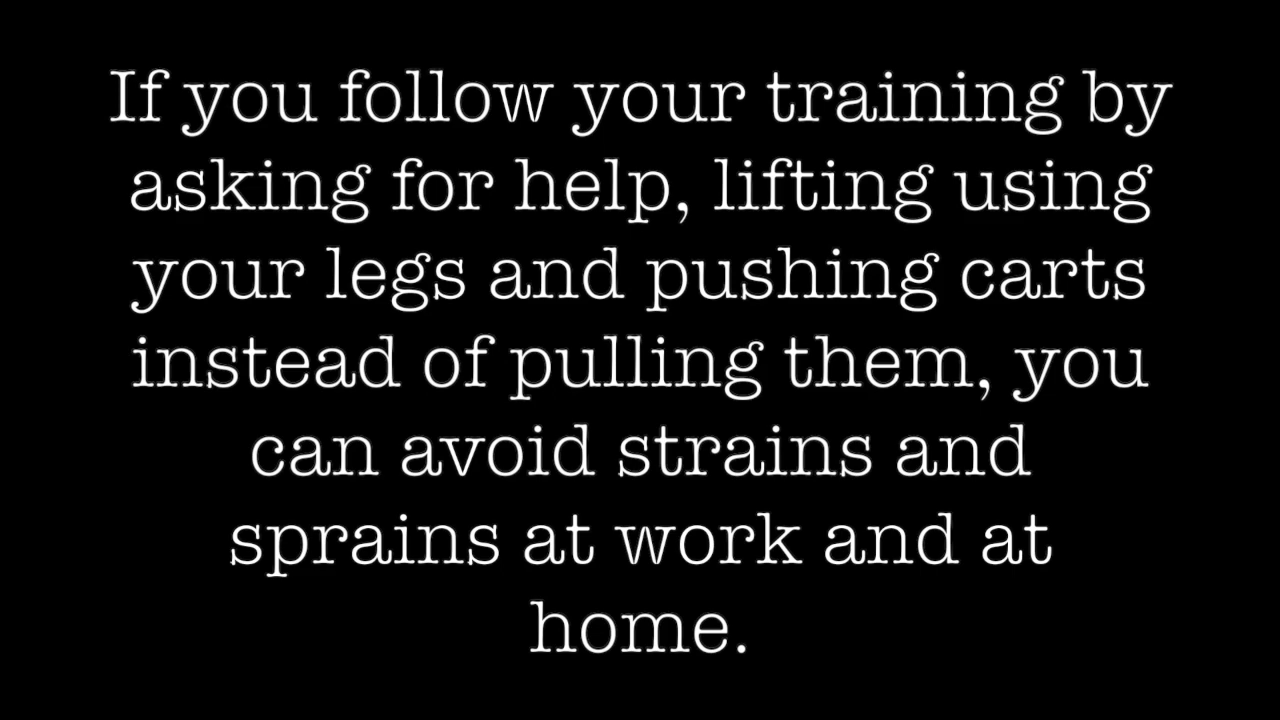 If you follow your training by
asking for help, lifting using
your legs and pushing carts
instead of pulling them, you
can avoid strains and
sprains at work and at
home.